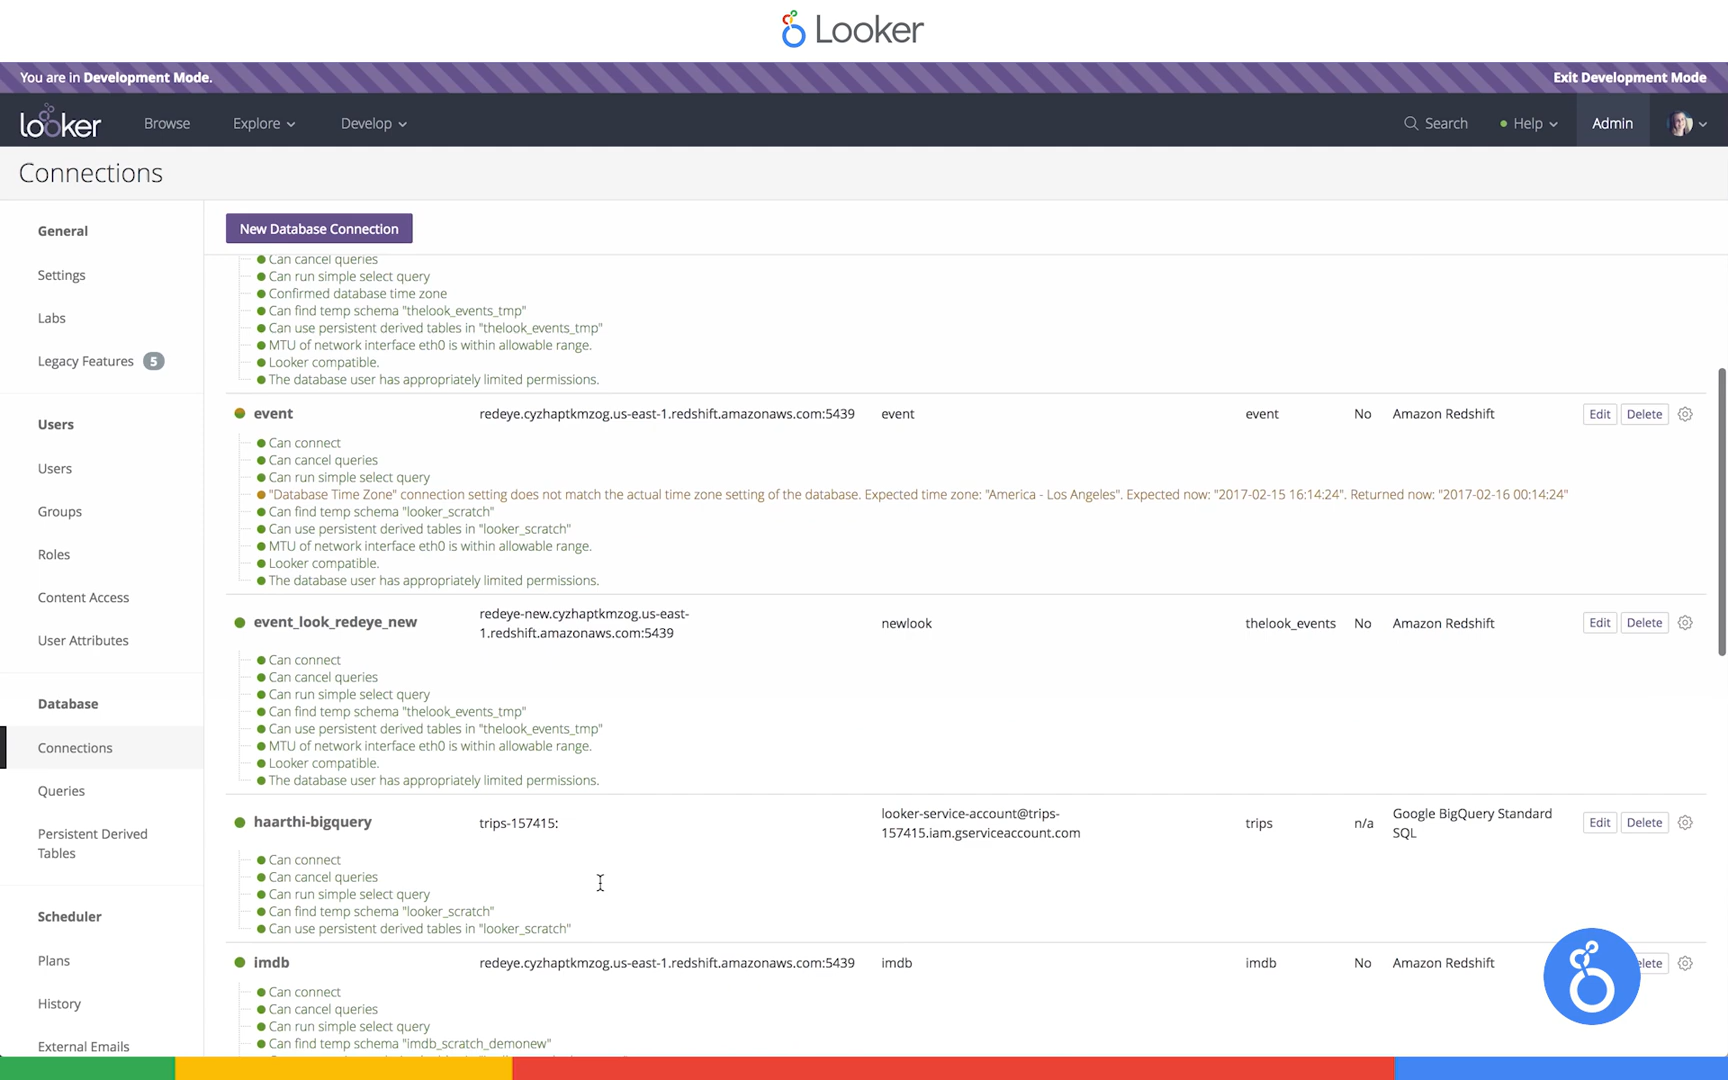 Looker
You are in Development Mode.
Exit Development Mode
looker
Browse
Explore
Develop
Search
Help
Admin
Connections
General
Settings
Labs
Legacy Features 5
Users
Users
Groups
Roles
Content Access
User Attributes
Database
Connections
Queries
Persistent Derived
Tables
Scheduler
Plans
History
External Emails
New Database Connection
Can cancel queries
Can run simple select query
Confirmed database time zone
Can find temp schema "thelook_events_tmp"
Can use persistent derived tables in "thelook_events_tmp"
MTU of network interface eth0 is within allowable range.
Looker compatible.
The database user has appropriately limited permissions.
event redeye.cyzhaptkmzog.us-east-1.redshift.amazonaws.com:5439 event event No Amazon Redshift Edit Delete
Can connect
Can cancel queries
Can run simple select query
"Database Time Zone" connection setting does not match the actual time zone setting of the database. Expected time zone: "America - Los Angeles". Expected now: "2017-02-15 16:14:24". Returned now: "2017-02-16 00:14:24"
Can find temp schema "looker_scratch"
Can use persistent derived tables in "looker_scratch"
MTU of network interface eth0 is within allowable range.
Looker compatible.
The database user has appropriately limited permissions.
event_look_redeye_new
redeye-new.cyzhaptkmzog.us-east-
1.redshift.amazonaws.com:5439
newlook thelook_events No Amazon Redshift Edit Delete
Can connect
Can cancel queries
Can run simple select query
Can find temp schema "thelook_events_tmp"
Can use persistent derived tables in "thelook_events_tmp"
MTU of network interface eth0 is within allowable range.
Looker compatible.
The database user has appropriately limited permissions.
haarthi-bigquery trips-157415:
looker-service-account@trips-
157415.iam.gserviceaccount.com
trips n/a
Google BigQuery Standard
SQL
Edit Delete
Can connect
Can cancel queries
Can run simple select query
Can find temp schema "looker_scratch"
Can use persistent derived tables in "looker_scratch"
imdb redeye.cyzhaptkmzog.us-east-1.redshift.amazonaws.com:5439 imdb imdb No Amazon Redshift elete
Can connect
Can cancel queries
Can run simple select query
Can find temp schema "imdb_scratch_demonew"